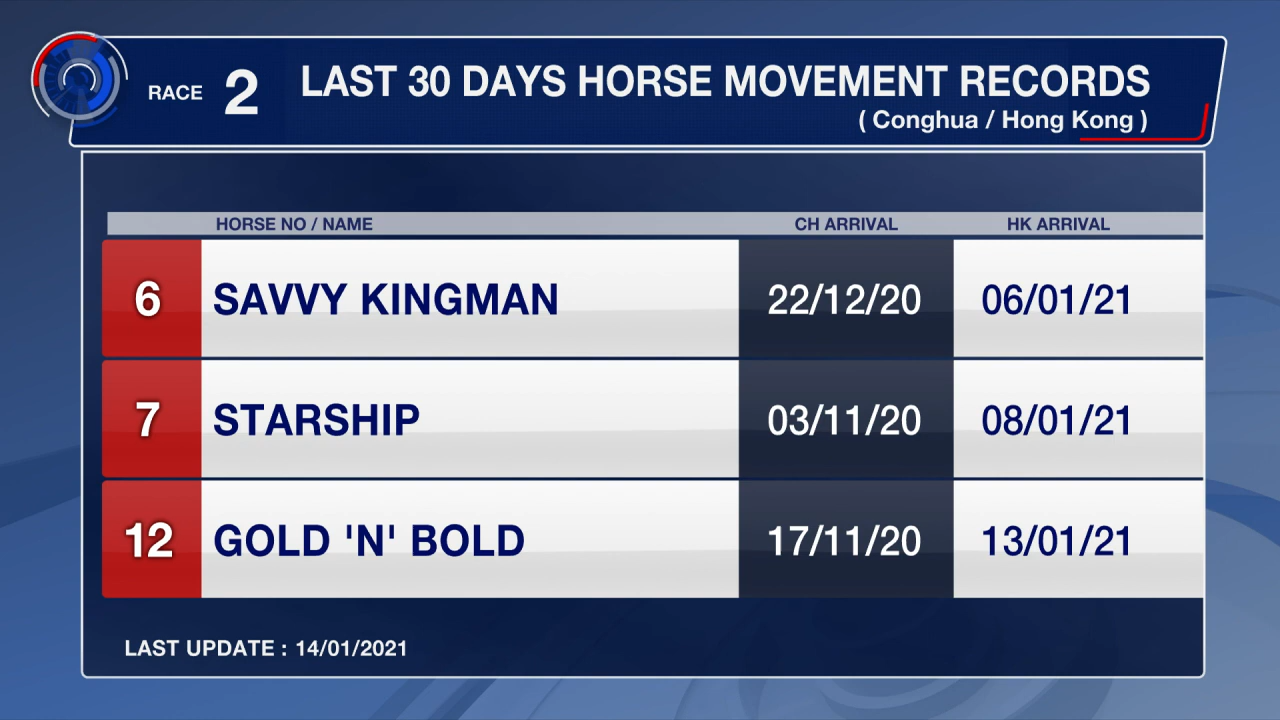 RACE 2 LAST 30 DAYS HORSE MOVEMENT RECORDS
( Conghua / Hong Kong )
HORSE NO / NAME CH ARRIVAL HK ARRIVAL
6 SAVVY KINGMAN 22/12/20 06/01/21
7 STARSHIP 03/11/20 08/01/21
12 GOLD 'N' BOLD 17/11/20 13/01/21
LAST UPDATE : 14/01/2021